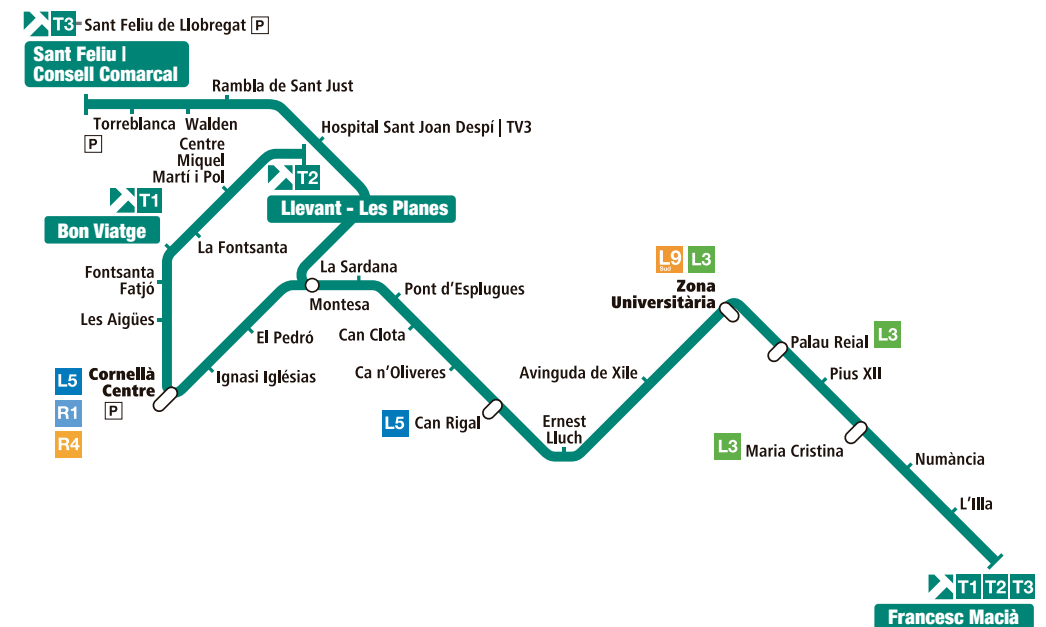 T3 Sant Feliu de Llobregat P
Sant Feliu |
Consell Comarcal
Rambla de Sant Just
Torreblanca
P
Walden
Hospital Sant Joan Despí | TV3
Centre
Miquel
Martí i Pol
T2
Llevant - Les Planes
T1
Bon Viatge
La Fontsanta
Fontsanta
Fatjó
Les Aigües
La Sardana
Montesa
Pont d'Esplugues
Can Clota
El Pedró
Ignasi Iglésias
Ca n'Oliveres
L5
R1
R4
Cornellà
Centre
P
L5 Can Rigal
Ernest
Lluch
Avinguda de Xile
L9 Sud L3
Zona
Universitària
Palau Reial L3
Pius XII
L3 Maria Cristina
Numància
L'Illa
T1 T2 T3
Francesc Macià